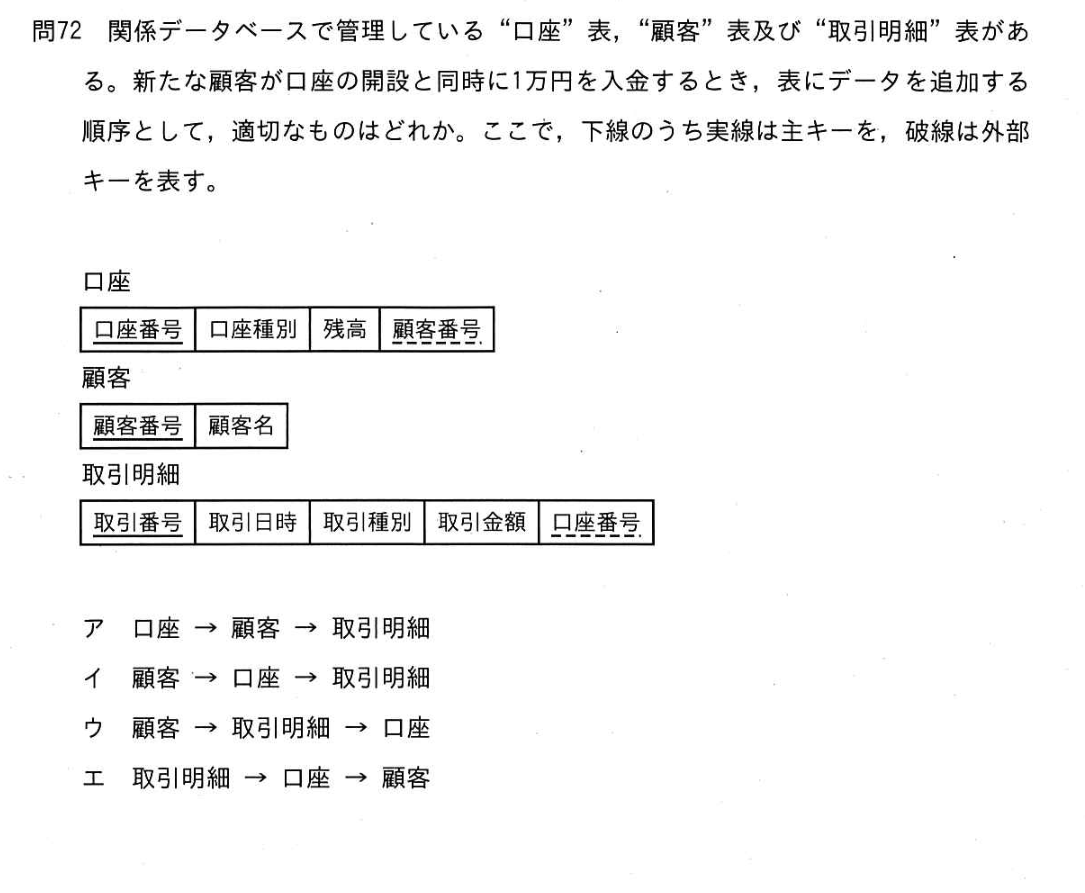 問72 関係データベースで管理している“口座”表，“顧客”表及び“取引明細”表があ
る。新たな顧客が口座の開設と同時に1万円を入金するとき，表にデータを追加する
順序として，適切なものはどれか。ここで，下線のうち実線は主キーを，破線は外部
キーを表す。
口座
口座番号 口座種別 残高 顧客番号
顧客
顧客番号 顧客名
取引明細
取引番号 取引日時 取引種別 取引金額 口座番号
ア 口座 → 顧客 → 取引明細
イ 顧客 → 口座 → 取引明細
ウ 顧客 → 取引明細 → 口座
エ 取引明細 → 口座 → 顧客